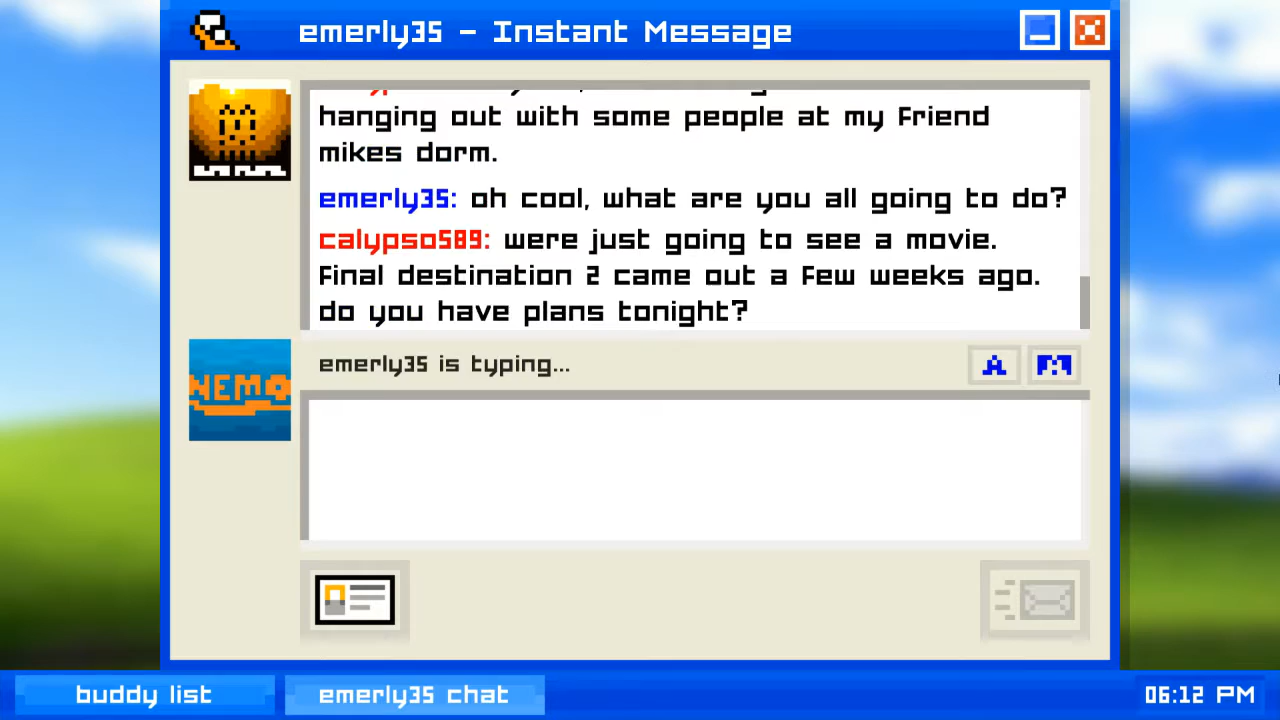 emerly35 - Instant Message
hanging out with some people at my friend
mikes dorm.
emerly35: oh cool, what are you all going to do?
calypso589: were just going to see a movie.
final destination 2 came out a few weeks ago.
do you have plans tonight?
emerly35 is typing...
A
NEMO
buddy list
emerly35 chat
06:12 PM